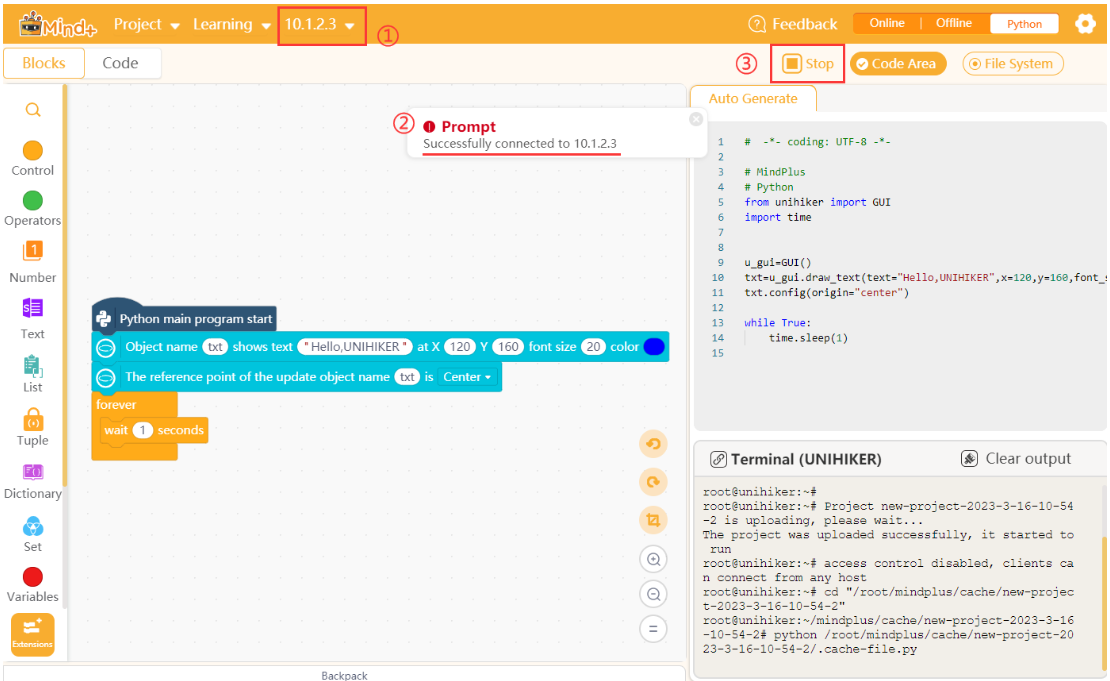 Mind+ Project Learning 10.1.2.3 ① Feedback Online Offline Python
Blocks Code ③ Stop Code Area File System
Control
Operators
1
Number
Text
List
Tuple
Dictionary
Set
Variables
Extensions
② Prompt
Successfully connected to 10.1.2.3
Python main program start
Object name txt shows text "Hello,UNIHIKER" at X 120 Y 160 font size 20 color
The reference point of the update object name txt is Center
forever
wait 1 seconds
Backpack
Auto Generate
1 # -*- coding: UTF-8 -*-
2
3 # MindPlus
4 # Python
5 from unihiker import GUI
6 import time
7
8
9 u_gui=GUI()
10 txt=u_gui.draw_text(text="Hello,UNIHIKER",x=120,y=160,font_s
11 txt.config(origin="center")
12
13 while True:
14 time.sleep(1)
15
Terminal (UNIHIKER) Clear output
root@unihiker:~#
root@unihiker:~# Project new-project-2023-3-16-10-54
-2 is uploading, please wait...
The project was uploaded successfully, it started to
run
root@unihiker:~# access control disabled, clients ca
n connect from any host
root@unihiker:~# cd "/root/mindplus/cache/new-projec
t-2023-3-16-10-54-2"
root@unihiker:~/mindplus/cache/new-project-2023-3-16
-10-54-2# python /root/mindplus/cache/new-project-20
23-3-16-10-54-2/.cache-file.py